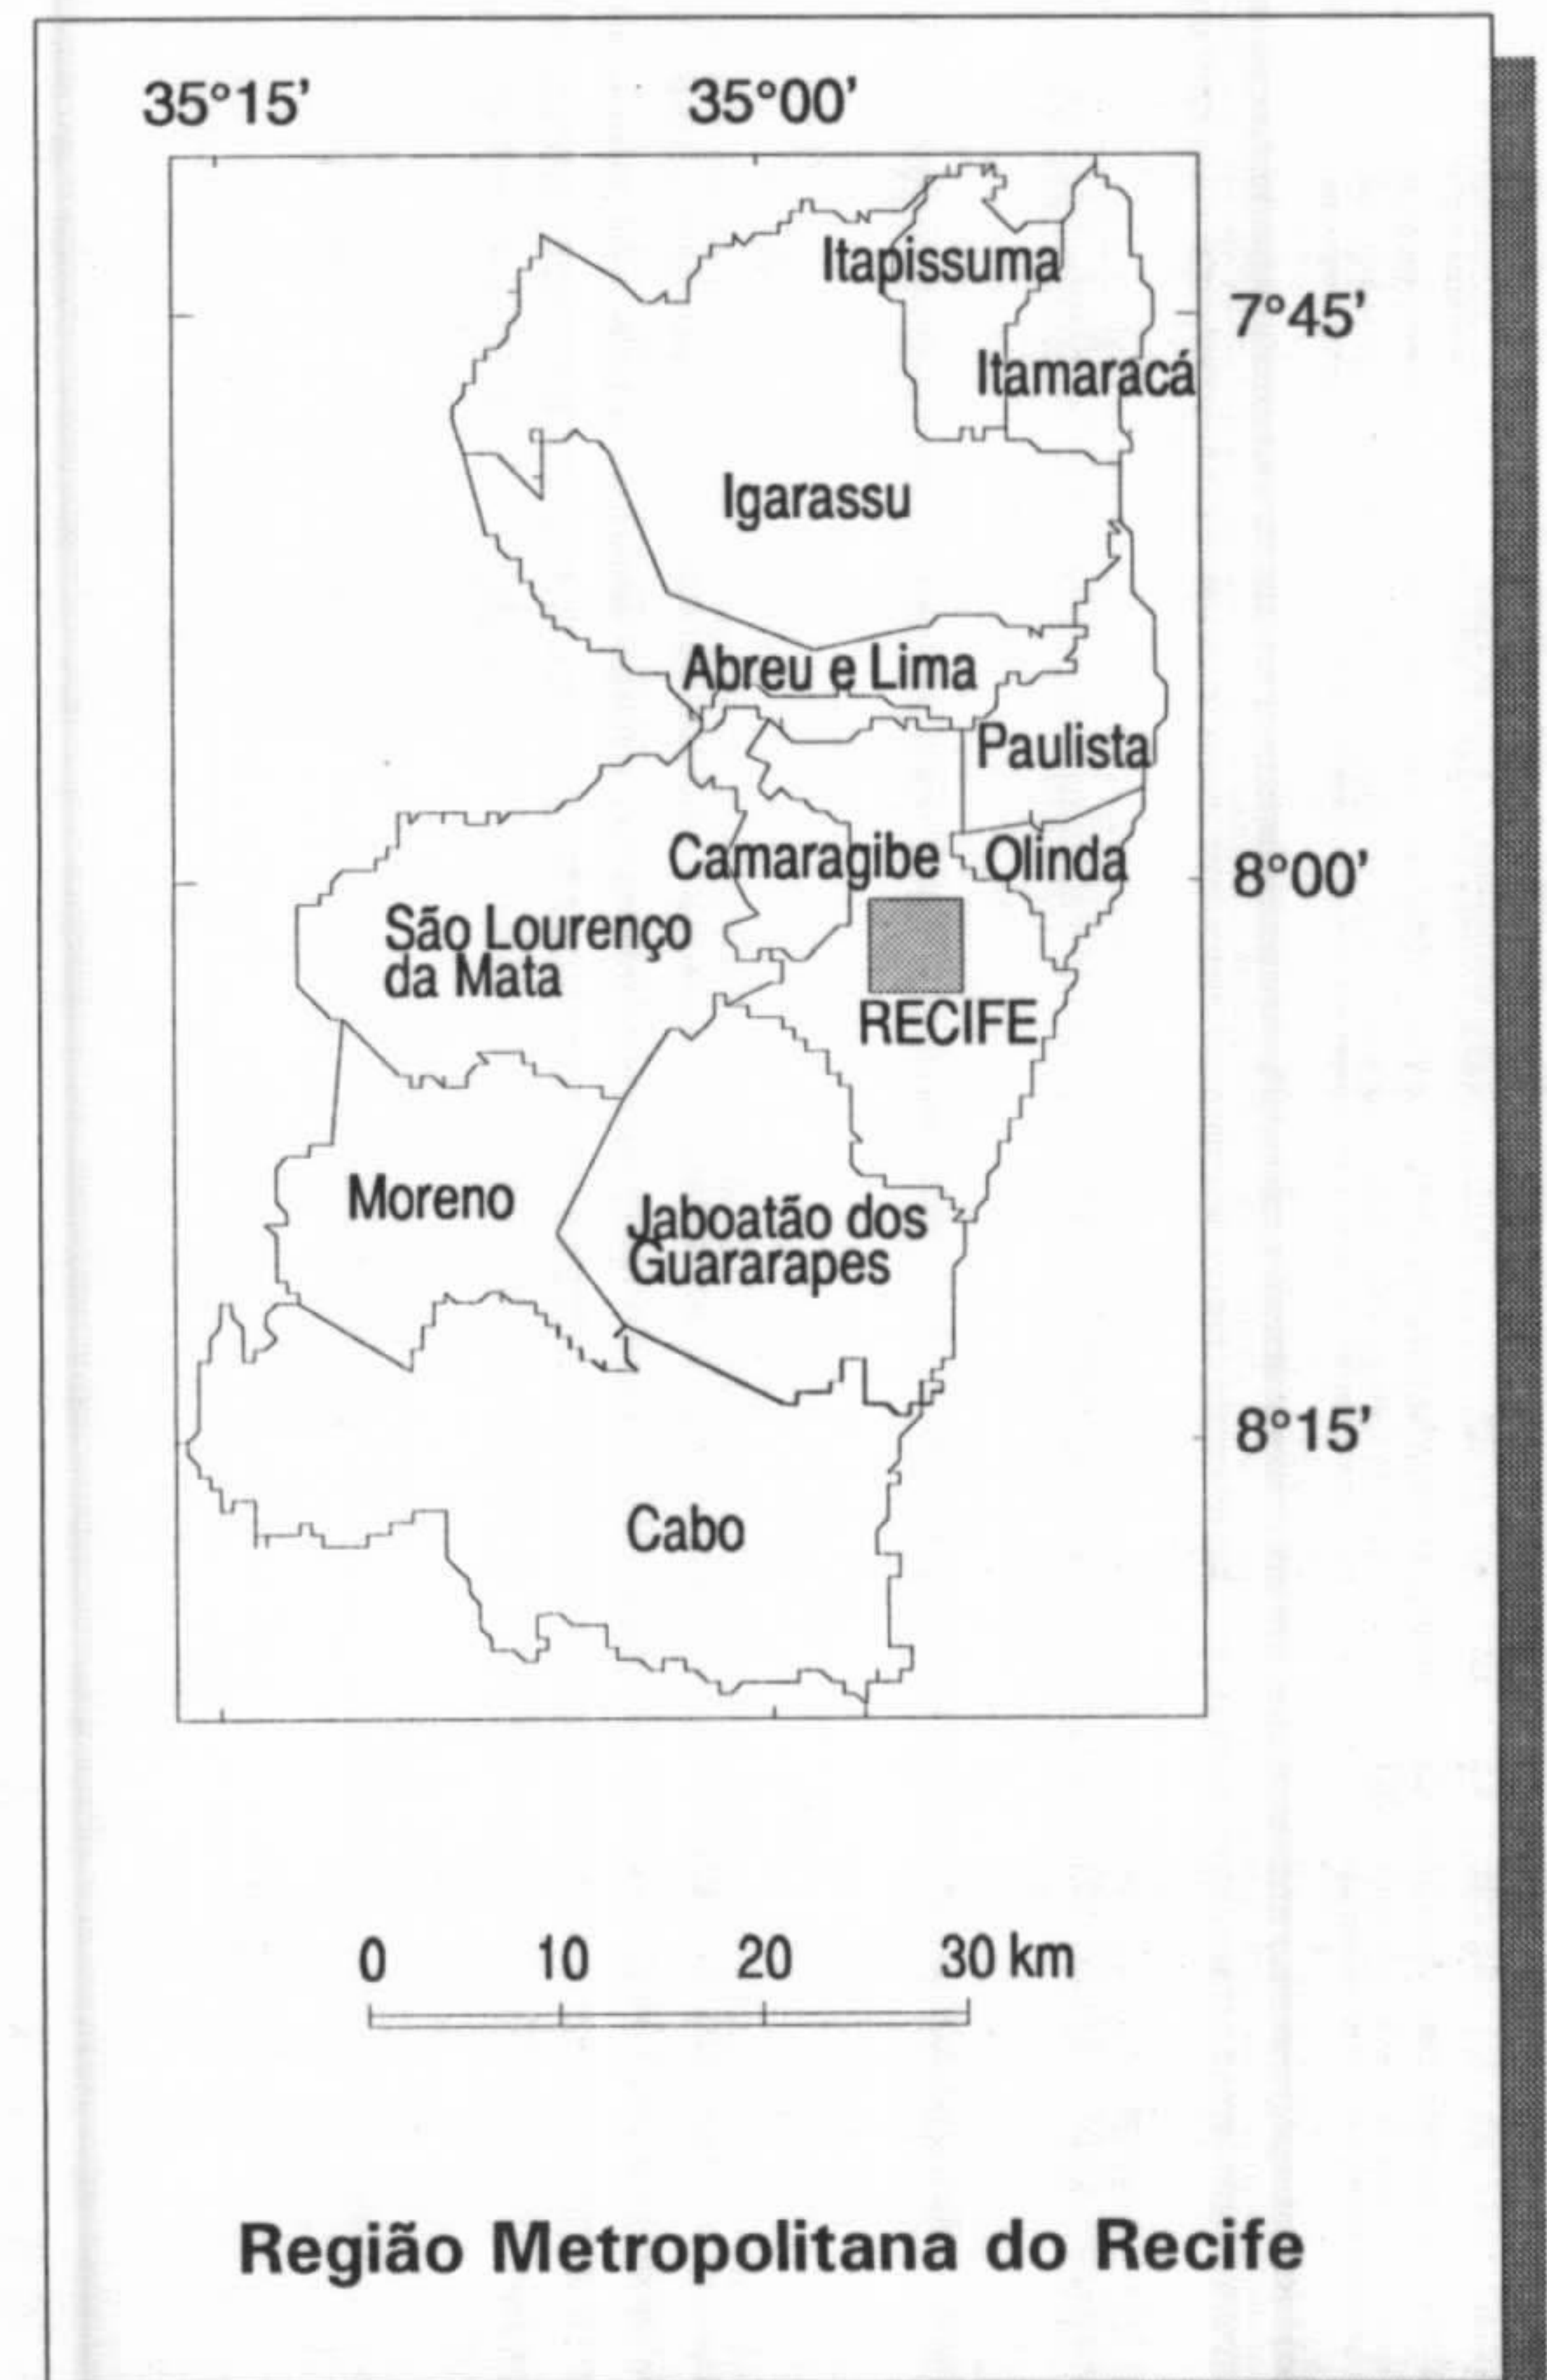 35°15' 35°00'
Itapissuma
7°45'
Itamaracá
Igarassu
Abreu e Lima
Paulista
Camaragibe
Olinda
8°00'
São Lourenço
da Mata
RECIFE
Moreno
Jaboatão dos
Guararapes
8°15'
Cabo
0 10 20 30 km
Região Metropolitana do Recife